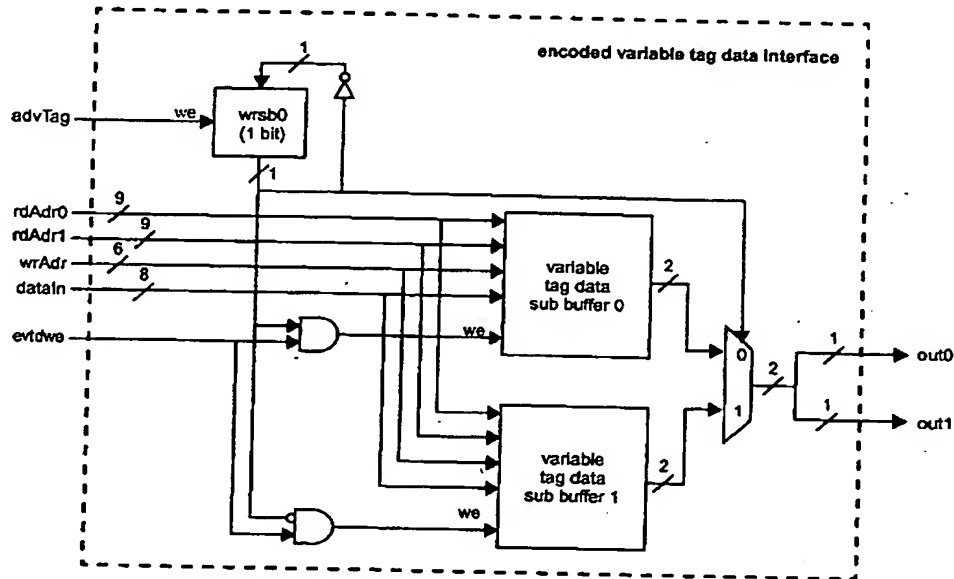 encoded variable tag data interface
1
advTag
we
wrsb0
(1 bit)
1
rdAdr0
9
rdAdr1
9
wrAdr
6
dataIn
8
evtdwe
variable
tag data
sub buffer 0
2
we
0
1
2
1
out0
1
out1
variable
tag data
sub buffer 1
2
we